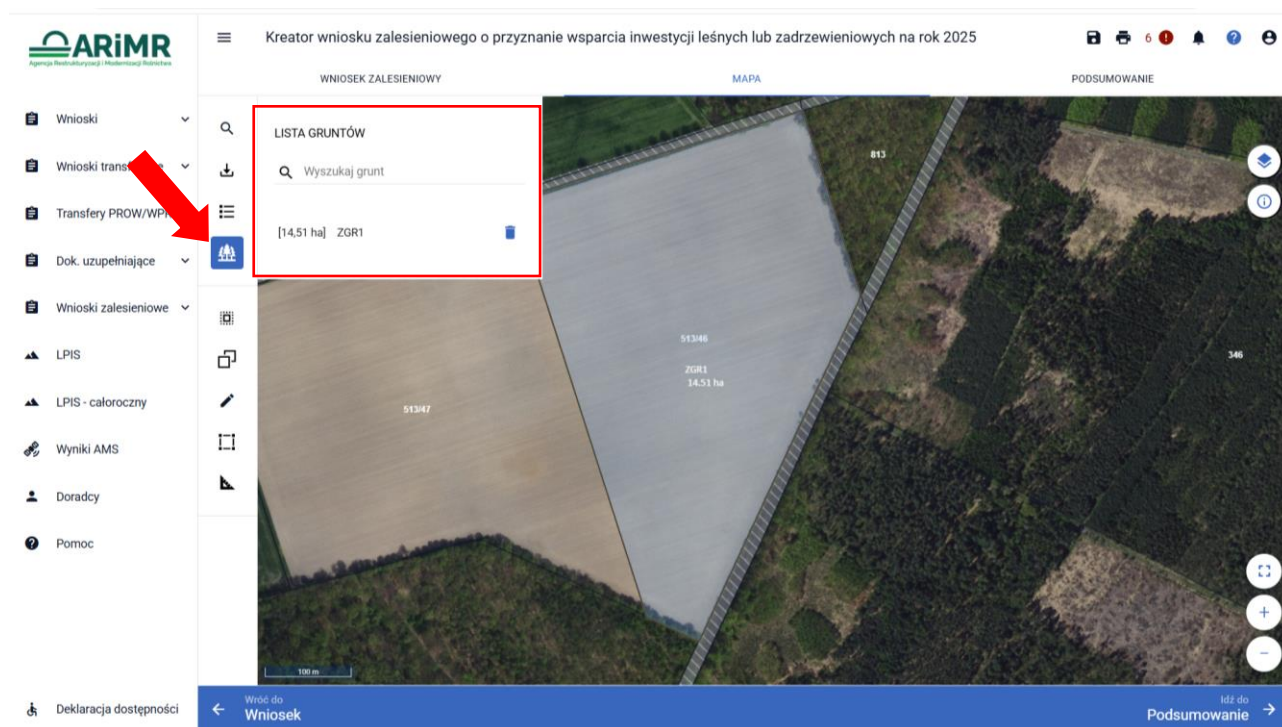 ARiMR
Agencja Restrukturyzacji i Modernizacji Rolnictwa
Kreator wniosku zalesieniowego o przyznanie wsparcia inwestycji leśnych lub zadrzewieniowych na rok 2025
6
WNIOSEK ZALESIENIOWY
MAPA
PODSUMOWANIE
Wnioski
Wnioski
Transfery PROW/WPR
Dok. uzupełniające
Wnioski zalesieniowe
LPIS
LPIS - całoroczny
Wyniki AMS
Doradcy
Pomoc
Deklaracja dostępności
LISTA GRUNTÓW
Wyszukaj grunt
[14,51 ha] ZGR1
813
513/46
ZGR1
14.51 ha
346
513/47
100 m
Wróć do
Wniosek
Idź do
Podsumowanie